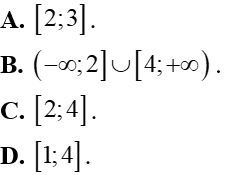 A. [2;3].
B. (−∞;2]∪[4;+∞).
C. [2;4].
D. [1;4].